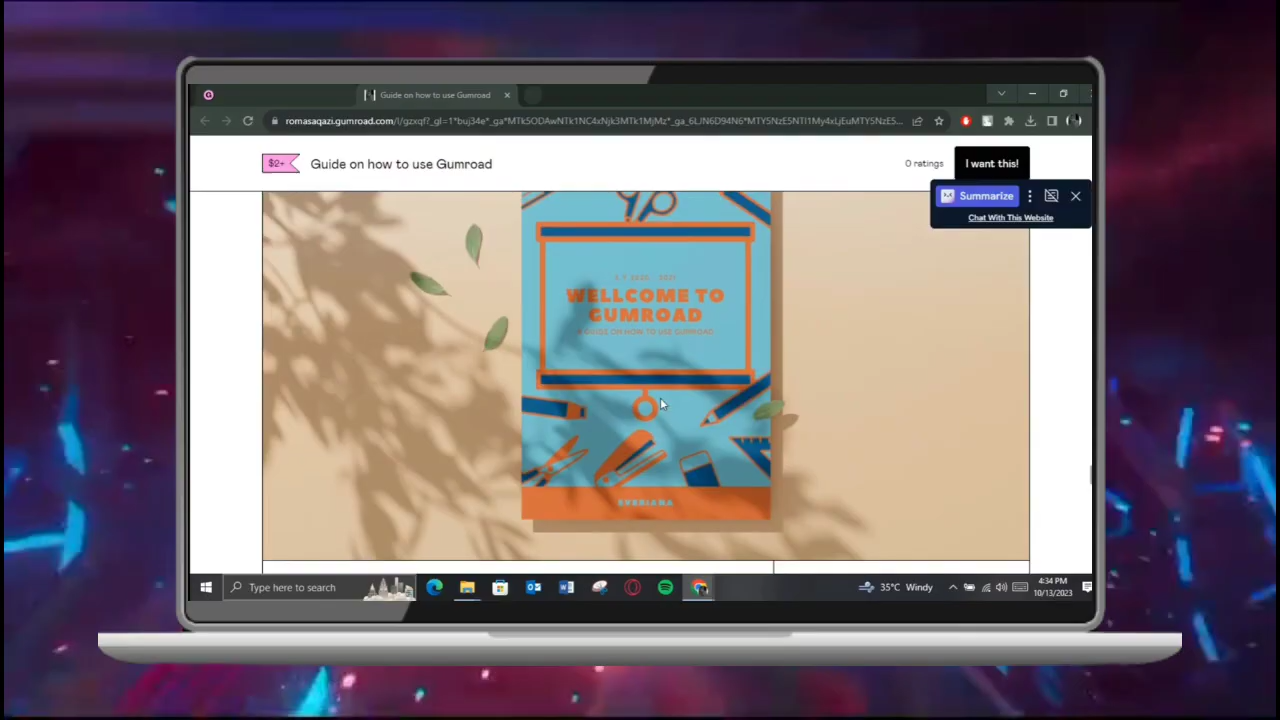 Guide on how to use Gumroad
romasaqazi.gumroad.com
$2+
Guide on how to use Gumroad
0 ratings
I want this!
Summarize
Chat With This Website
WELLCOME TO
GUMROAD
A GUIDE ON HOW TO USE GUMROAD
Type here to search
35°C Windy
4:34 PM
10/13/2023